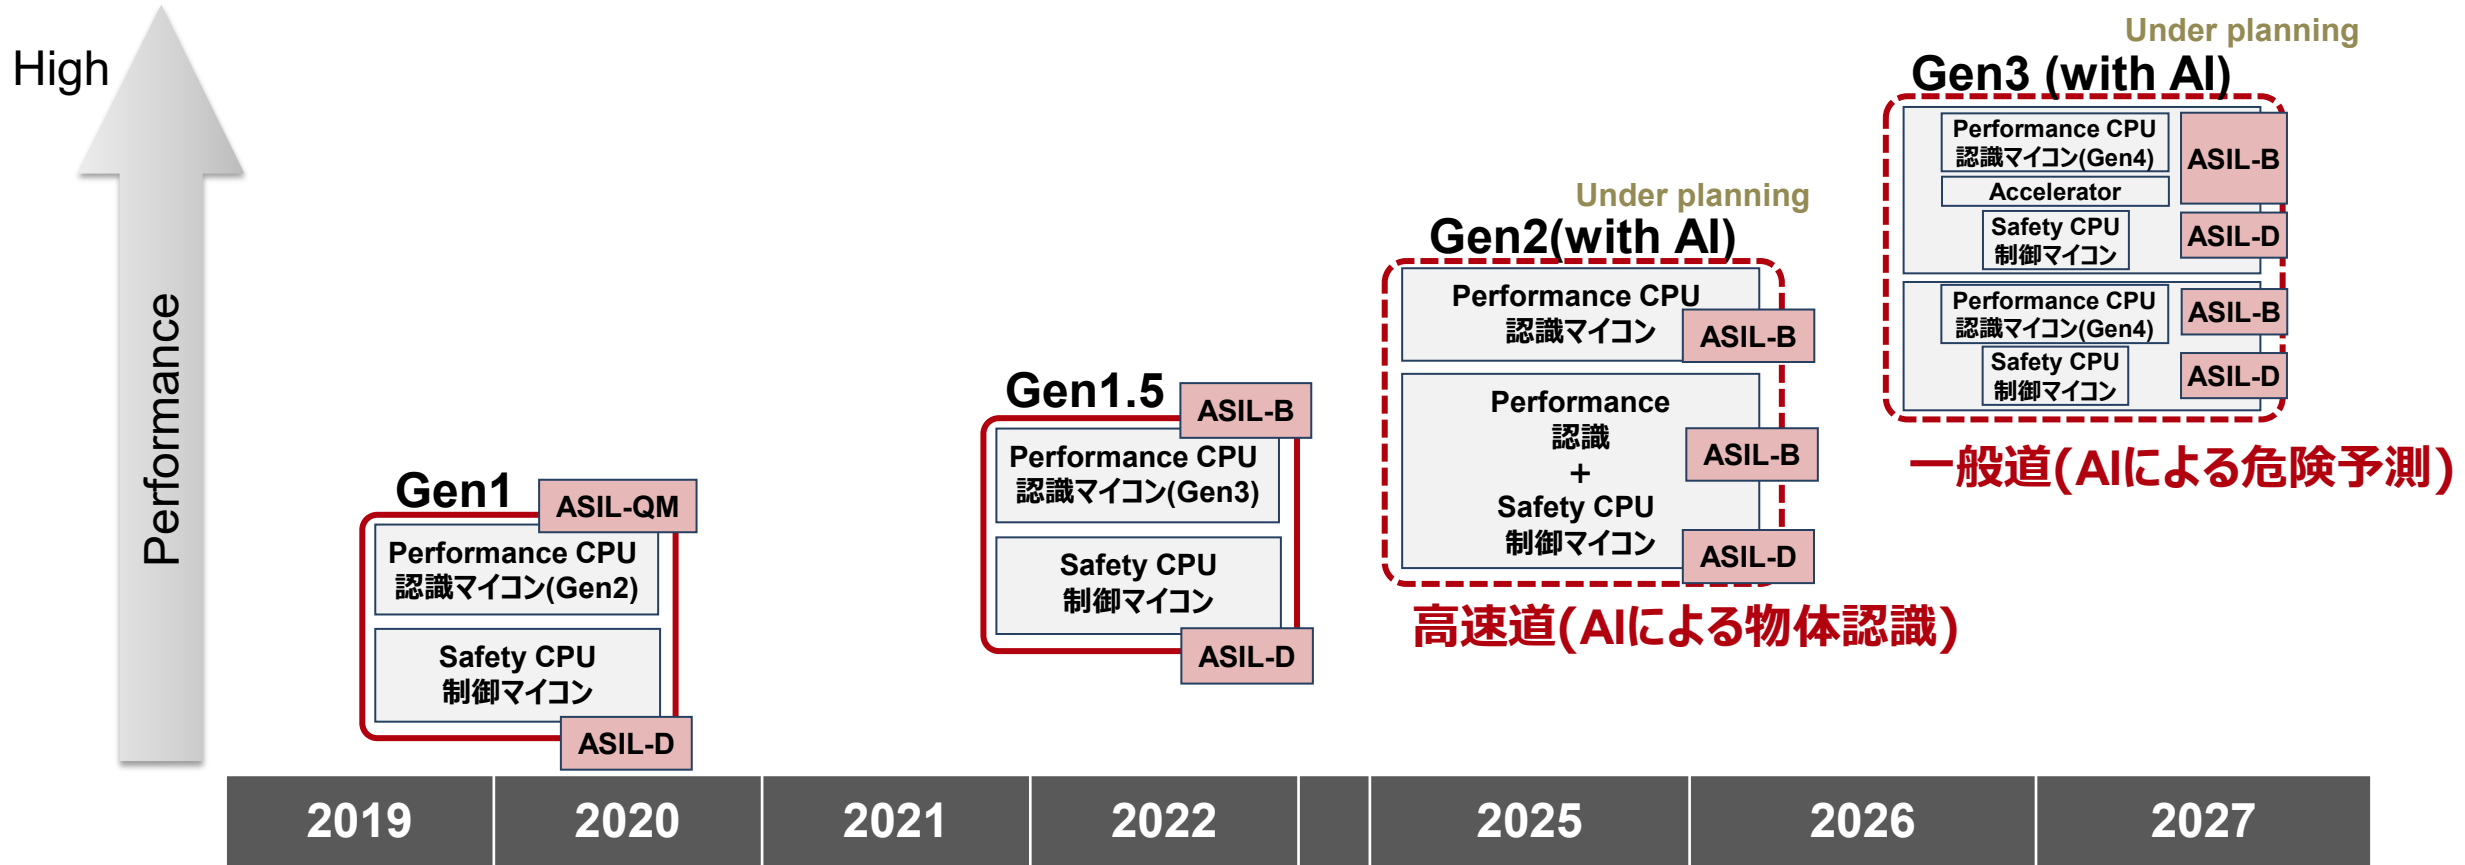 High
Performance
Gen1
ASIL-QM
Performance CPU
認識マイコン(Gen2)
Safety CPU
制御マイコン
ASIL-D
Gen1.5
ASIL-B
Performance CPU
認識マイコン(Gen3)
Safety CPU
制御マイコン
ASIL-D
Under planning
Gen2(with AI)
Performance CPU
認識マイコン
ASIL-B
Performance
認識
+
Safety CPU
制御マイコン
ASIL-B
ASIL-D
高速道(AIによる物体認識)
Under planning
Gen3 (with AI)
Performance CPU
認識マイコン(Gen4)
ASIL-B
Accelerator
Safety CPU
制御マイコン
ASIL-D
Performance CPU
認識マイコン(Gen4)
ASIL-B
Safety CPU
制御マイコン
ASIL-D
一般道(AIによる危険予測)
2019
2020
2021
2022
2025
2026
2027